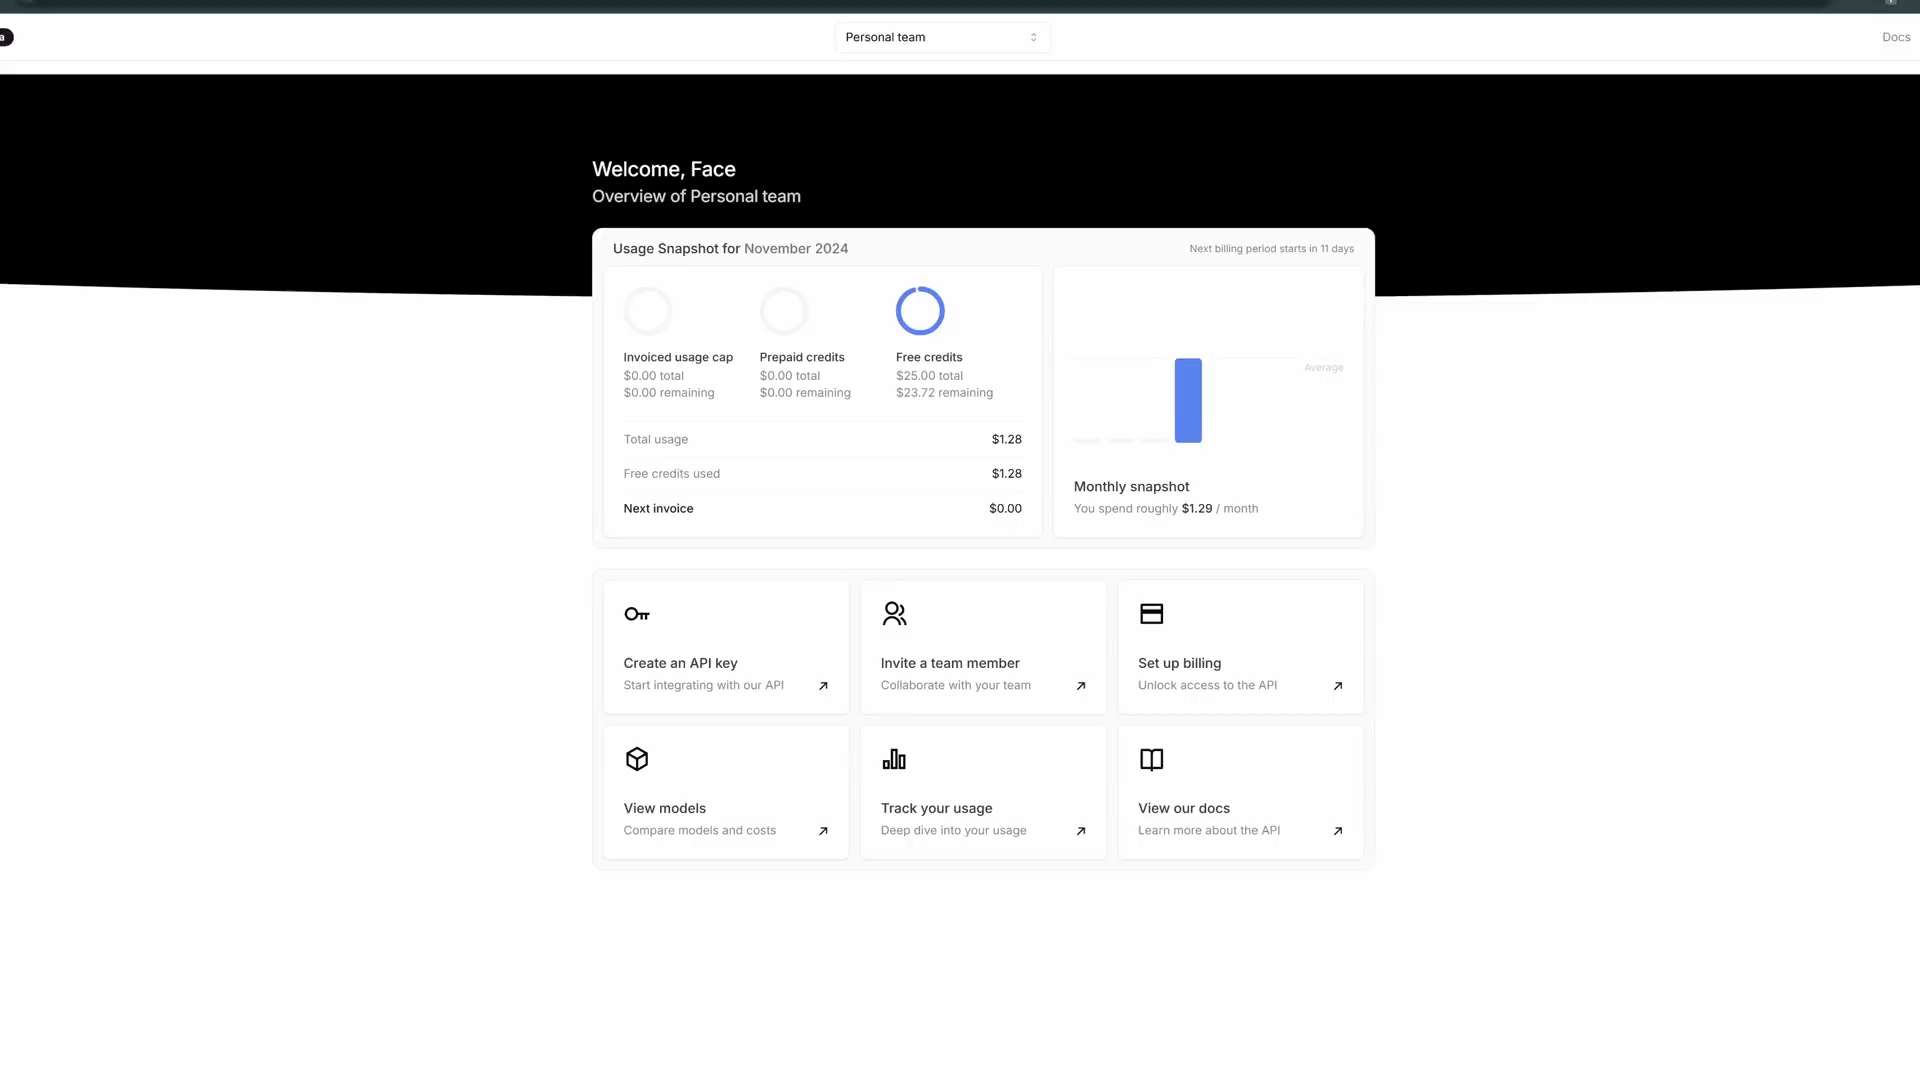 Personal team
Docs
Welcome, Face
Overview of Personal team
Usage Snapshot for November 2024
Next billing period starts in 11 days
Invoiced usage cap
$0.00 total
$0.00 remaining
Prepaid credits
$0.00 total
$0.00 remaining
Free credits
$25.00 total
$23.72 remaining
Total usage $1.28
Free credits used $1.28
Next invoice $0.00
Average
Monthly snapshot
You spend roughly $1.29 / month
Create an API key
Start integrating with our API
Invite a team member
Collaborate with your team
Set up billing
Unlock access to the API
View models
Compare models and costs
Track your usage
Deep dive into your usage
View our docs
Learn more about the API